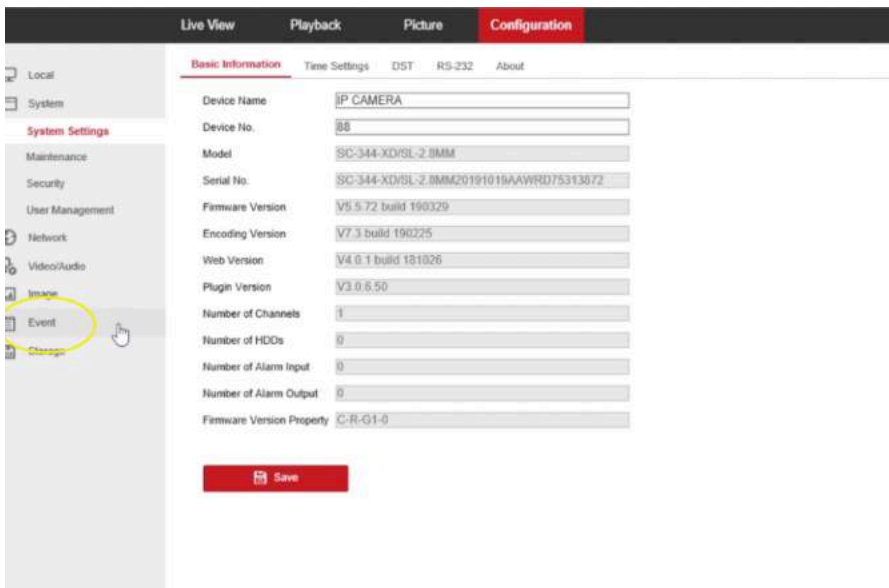 Live View Playback Picture Configuration
Basic Information Time Settings DST RS-232 About
Local
System
System Settings
Maintenance
Security
User Management
Network
Video/Audio
Image
Event
Storage
Device Name IP CAMERA
Device No. 88
Model SC-344-XD/SL-2.8MM
Serial No. SC-344-XD/SL-2.8MM20191019AAWRD75313872
Firmware Version V5.5.72 build 190329
Encoding Version V7.3 build 190225
Web Version V4.0.1 build 181026
Plugin Version V3.0.6.50
Number of Channels 1
Number of HDDs 0
Number of Alarm Input 0
Number of Alarm Output 0
Firmware Version Property C-R-G1-0
Save